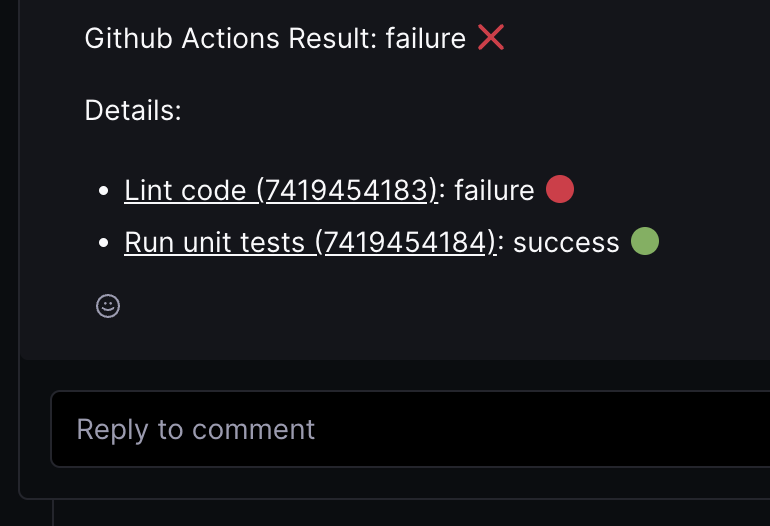 Github Actions Result: failure ❌
Details:
• Lint code (7419454183): failure 🔴
• Run unit tests (7419454184): success 🟢
Reply to comment